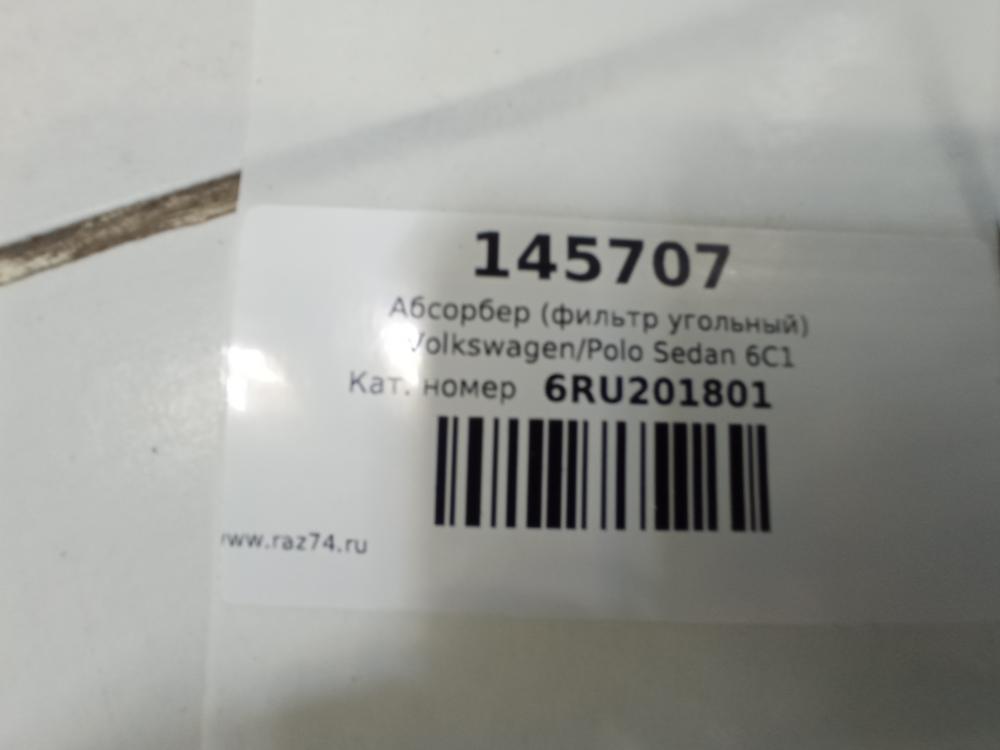 145707
Абсорбер (фильтр угольный)
Volkswagen/Polo Sedan 6C1
Кат. номер 6RU201801
www.raz74.ru